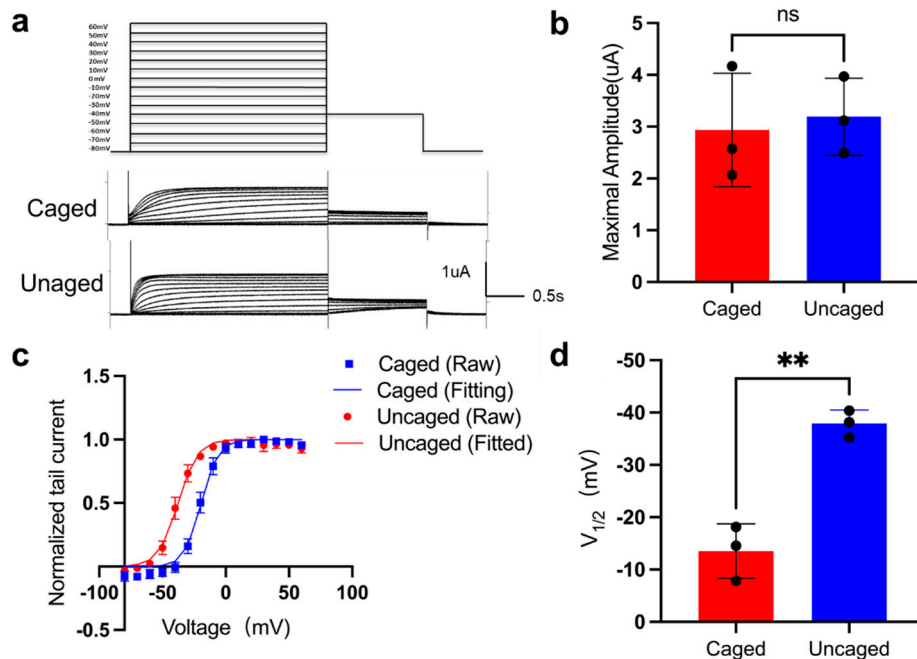 a
60mV
50mV
40mV
30mV
20mV
10mV
0mV
-10mV
-20mV
-30mV
-40mV
-50mV
-60mV
-70mV
-80mV
Caged
Unaged
1uA
0.5s
b
ns
Maximal Amplitude(uA)
5
4
3
2
1
0
Caged
Uncaged
c
Caged (Raw)
Caged (Fitting)
Uncaged (Raw)
Uncaged (Fitted)
Normalized tail current
1.5
1.0
0.5
-0.5
-100
-50
0
50
100
Voltage (mV)
d
**
V1/2 (mV)
-50
-40
-30
-20
-10
0
Caged
Uncaged